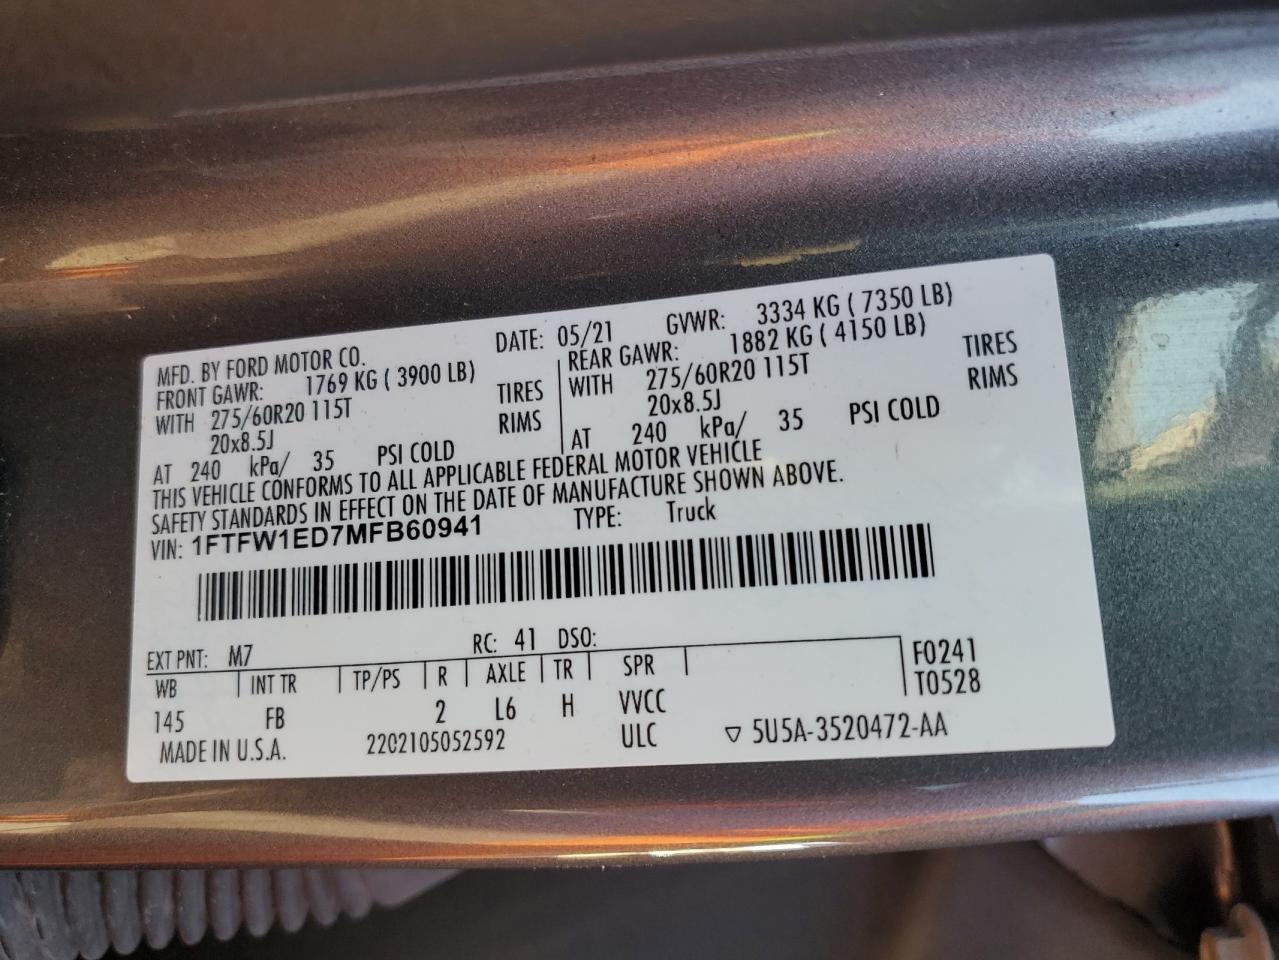 MFD. BY FORD MOTOR CO. DATE: 05/21 GVWR: 3334 KG ( 7350 LB)
FRONT GAWR: 1769 KG ( 3900 LB) REAR GAWR: 1882 KG ( 4150 LB)
WITH 275/60R20 115T TIRES WITH 275/60R20 115T TIRES
20x8.5J RIMS 20x8.5J RIMS
AT 240 kPa/ 35 PSI COLD AT 240 kPa/ 35 PSI COLD
THIS VEHICLE CONFORMS TO ALL APPLICABLE FEDERAL MOTOR VEHICLE
SAFETY STANDARDS IN EFFECT ON THE DATE OF MANUFACTURE SHOWN ABOVE.
VIN: 1FTFW1ED7MFB60941 TYPE: Truck
EXT PNT: M7 RC: 41 DSO:
WB INT TR TP/PS R AXLE TR SPR F0241
T0528
145 FB 2 L6 H VVCC
MADE IN U.S.A. 2202105052592 ULC ▽ 5U5A-3520472-AA